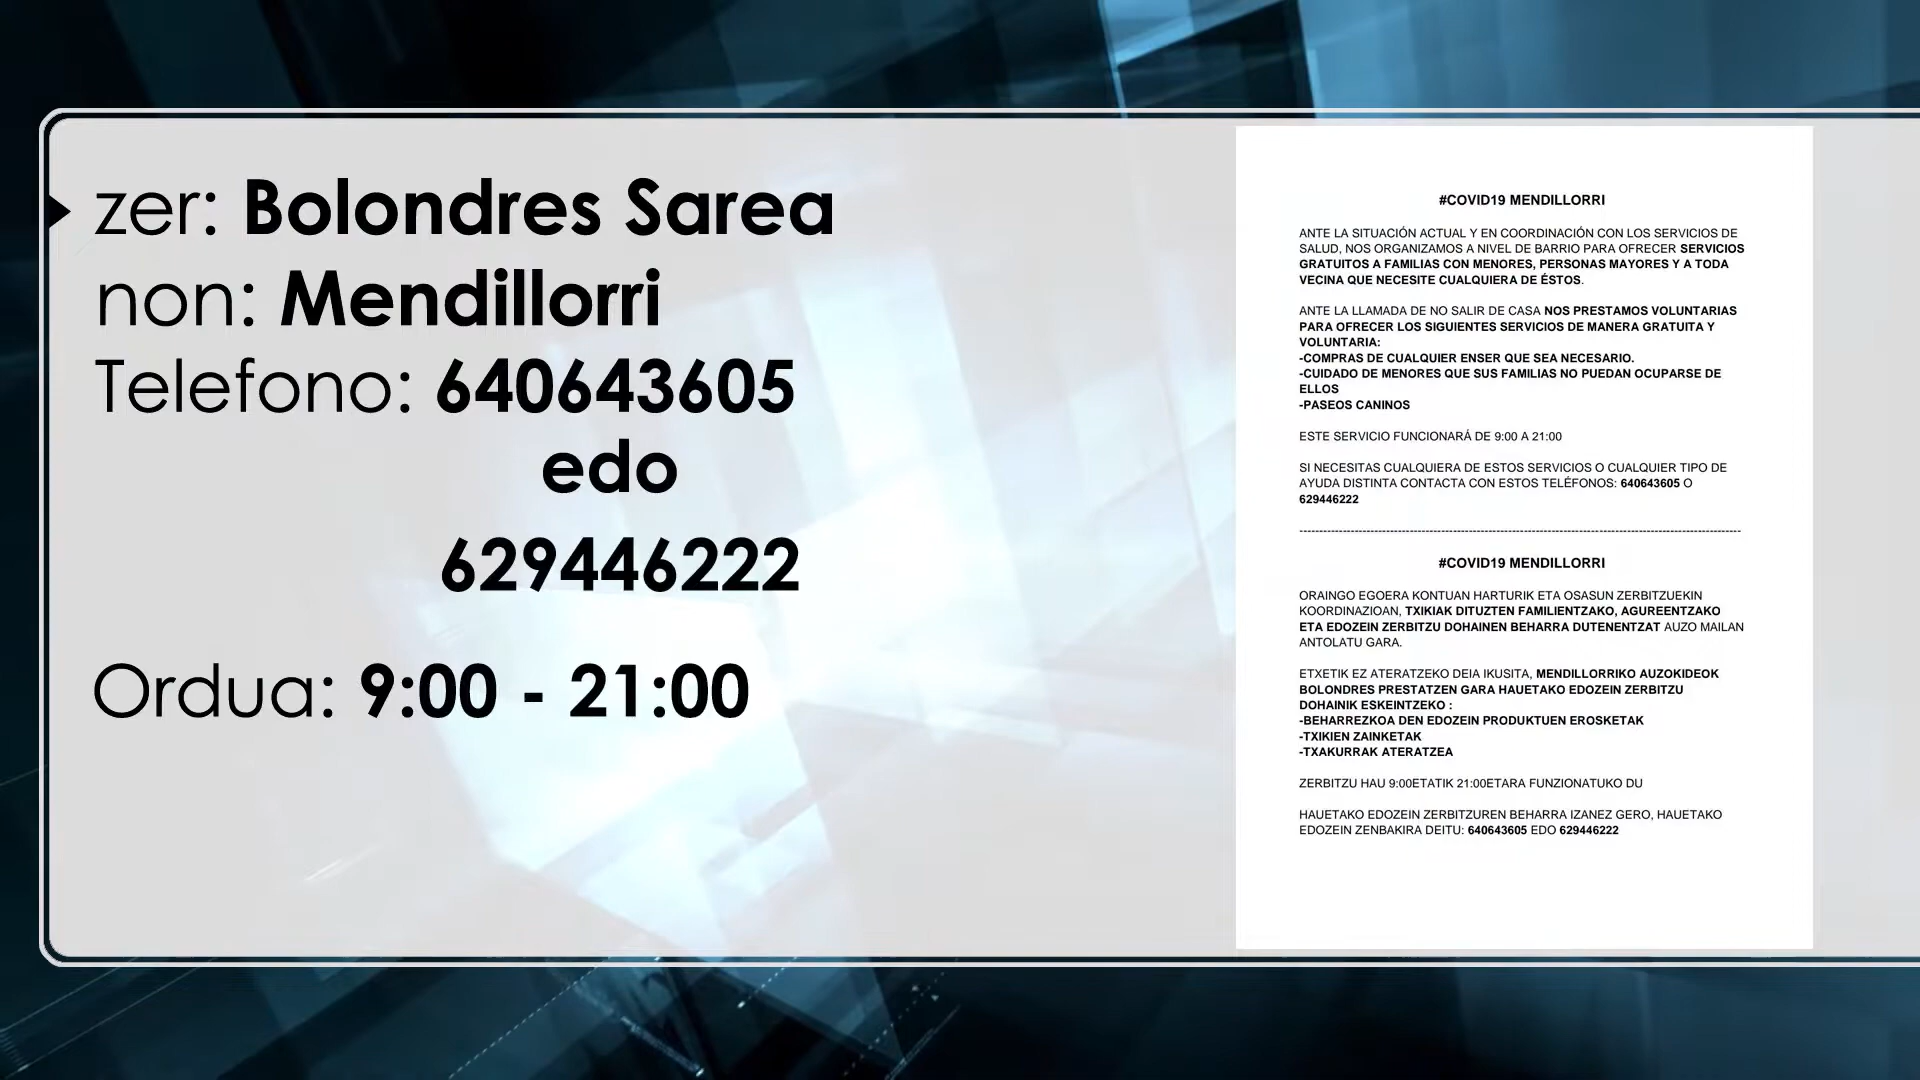 zer: Bolondres Sarea
non: Mendillorri
Telefono: 640643605
edo
629446222
Ordua: 9:00 - 21:00
#COVID19 MENDILLORRI
ANTE LA SITUACIÓN ACTUAL Y EN COORDINACIÓN CON LOS SERVICIOS DE
SALUD, NOS ORGANIZAMOS A NIVEL DE BARRIO PARA OFRECER SERVICIOS
GRATUITOS A FAMILIAS CON MENORES, PERSONAS MAYORES Y A TODA
VECINA QUE NECESITE CUALQUIERA DE ÉSTOS.
ANTE LA LLAMADA DE NO SALIR DE CASA NOS PRESTAMOS VOLUNTARIAS
PARA OFRECER LOS SIGUIENTES SERVICIOS DE MANERA GRATUITA Y
VOLUNTARIA:
-COMPRAS DE CUALQUIER ENSER QUE SEA NECESARIO.
-CUIDADO DE MENORES QUE SUS FAMILIAS NO PUEDAN OCUPARSE DE
ELLOS
-PASEOS CANINOS
ESTE SERVICIO FUNCIONARÁ DE 9:00 A 21:00
SI NECESITAS CUALQUIERA DE ESTOS SERVICIOS O CUALQUIER TIPO DE
AYUDA DISTINTA CONTACTA CON ESTOS TELÉFONOS: 640643605 O
629446222
#COVID19 MENDILLORRI
ORAINGO EGOERA KONTUAN HARTURIK ETA OSASUN ZERBITZUEKIN
KOORDINAZIOAN, TXIKIAK DITUZTEN FAMILIENTZAKO, AGUREENTZAKO
ETA EDOZEIN ZERBITZU DOHAINEN BEHARRA DUTENENTZAT AUZO MAILAN
ANTOLATU GARA.
ETXETIK EZ ATERATZEKO DEIA IKUSITA, MENDILLORRIKO AUZOKIDEOK
BOLONDRES PRESTATZEN GARA HAUETAKO EDOZEIN ZERBITZU
DOHAINIK ESKEINTZEKO :
-BEHARREZKOA DEN EDOZEIN PRODUKTUEN EROSKETAK
-TXIKIEN ZAINKETAK
-TXAKURRAK ATERATZEA
ZERBITZU HAU 9:00ETATIK 21:00ETARA FUNZIONATUKO DU
HAUETAKO EDOZEIN ZERBITZUREN BEHARRA IZANEZ GERO, HAUETAKO
EDOZEIN ZENBAKIRA DEITU: 640643605 EDO 629446222